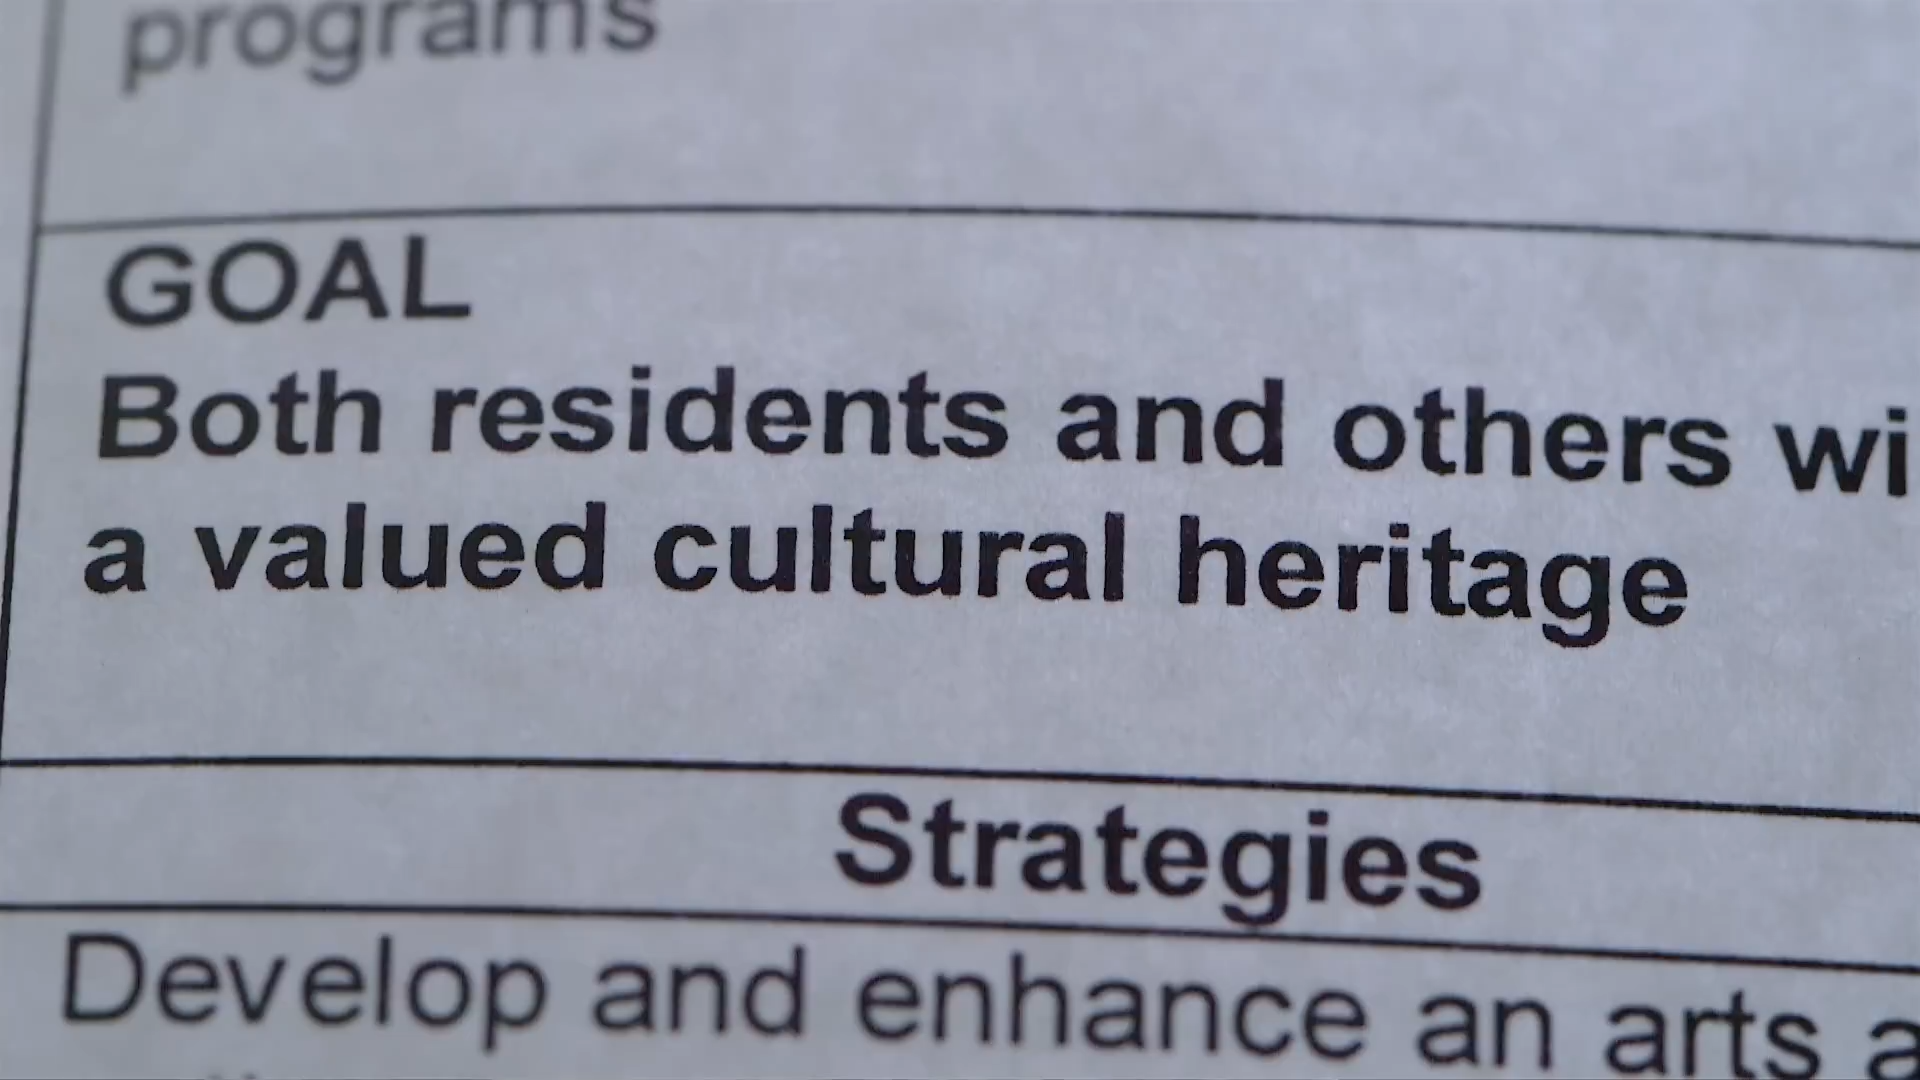 programs
GOAL
Both residents and others wi
a valued cultural heritage
Strategies
Develop and enhance an arts a